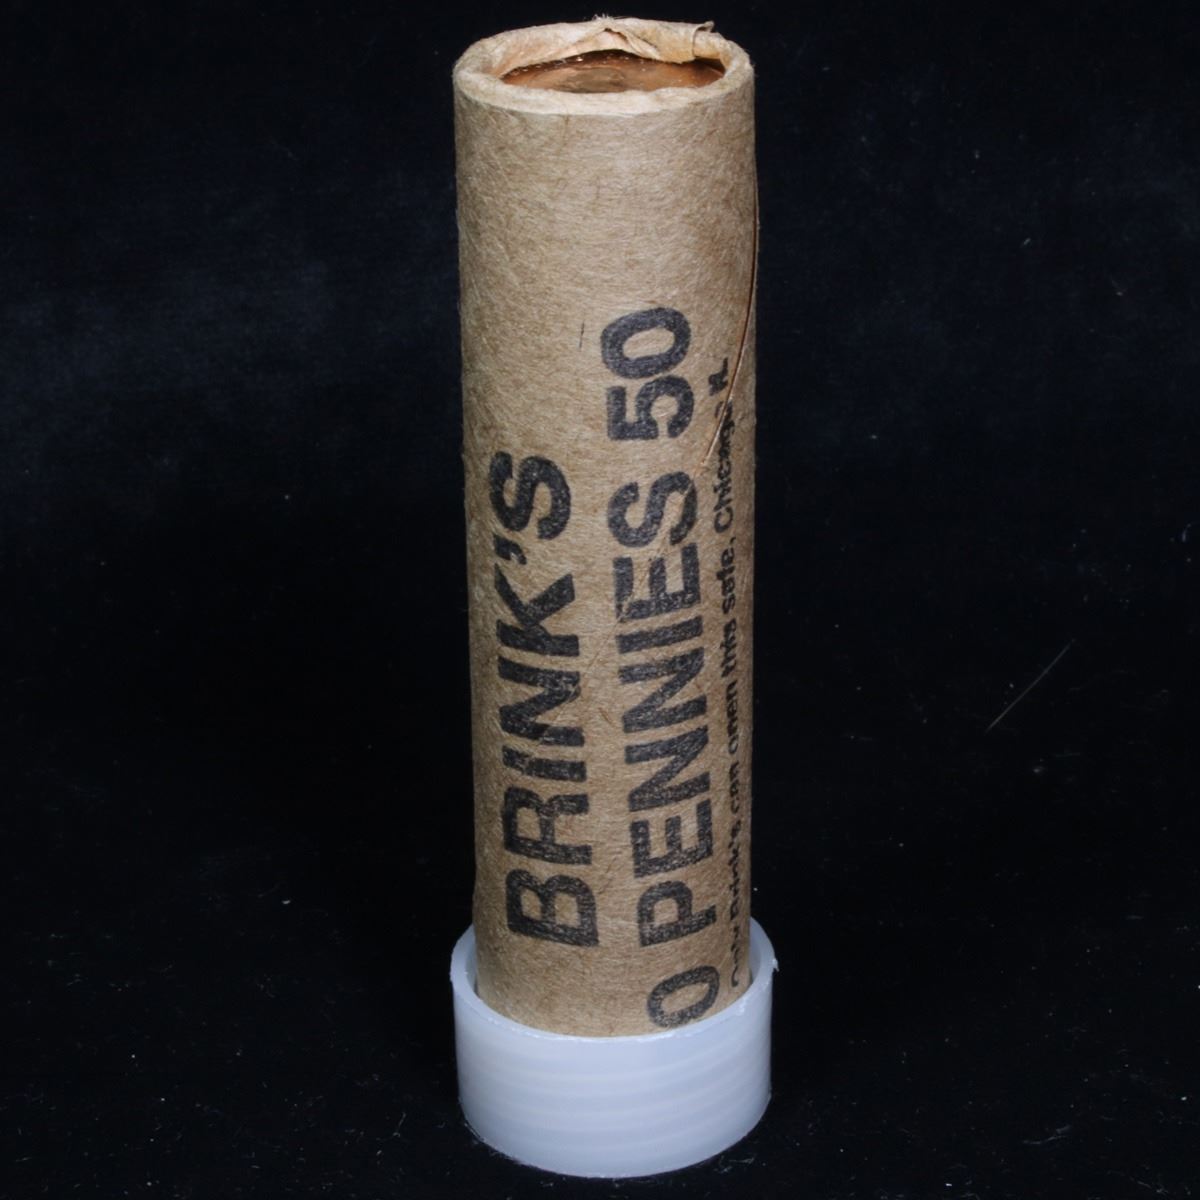 BRINK'S
0 PENNIES 50
Only Brink's can open this safe, Chicago IL